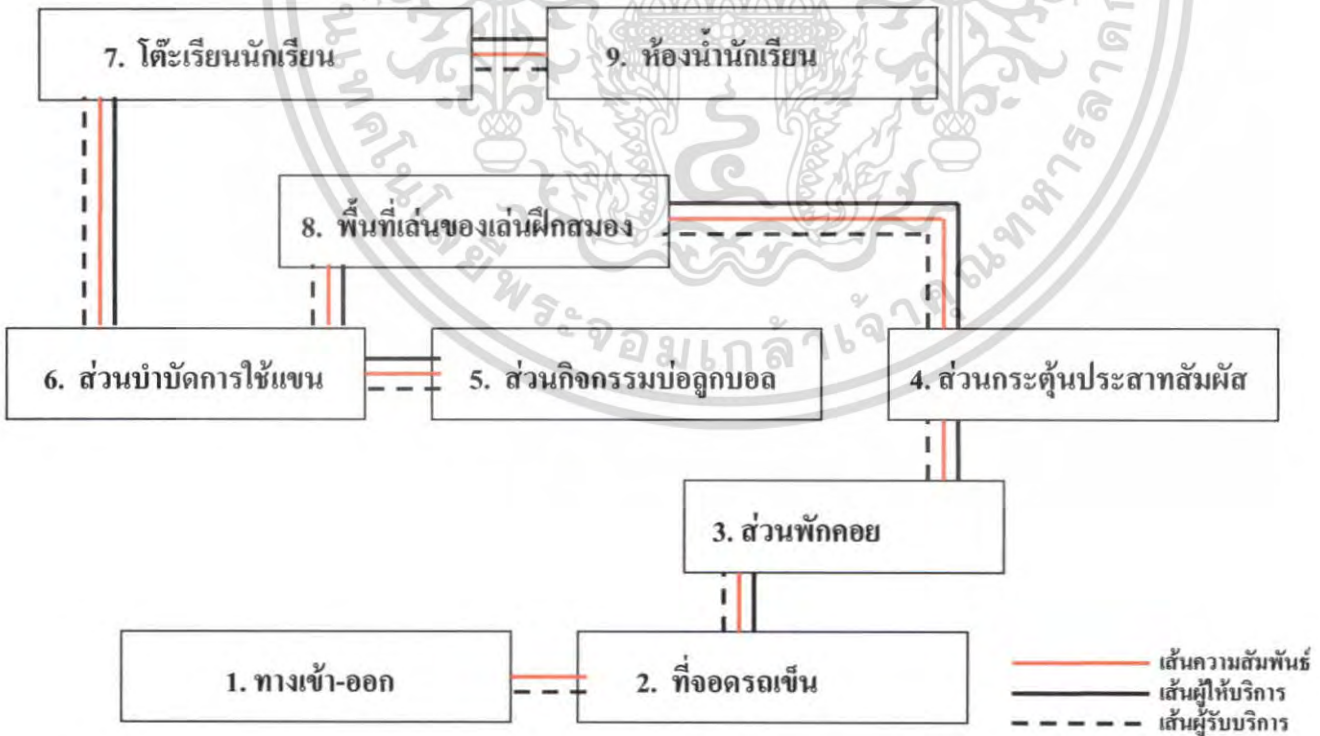 7. โต๊ะเรียนนักเรียน
9. ห้องน้ำนักเรียน
8. พื้นที่เล่นของเล่นฝึกสมอง
6. ส่วนบำบัดการใช้แขน
5. ส่วนกิจกรรมบ่อลูกบอล
4. ส่วนกระตุ้นประสาทสัมผัส
3. ส่วนพักคอย
1. ทางเข้า-ออก
2. ที่จอดรถเข็น
เส้นความสัมพันธ์
เส้นผู้ให้บริการ
เส้นผู้รับบริการ